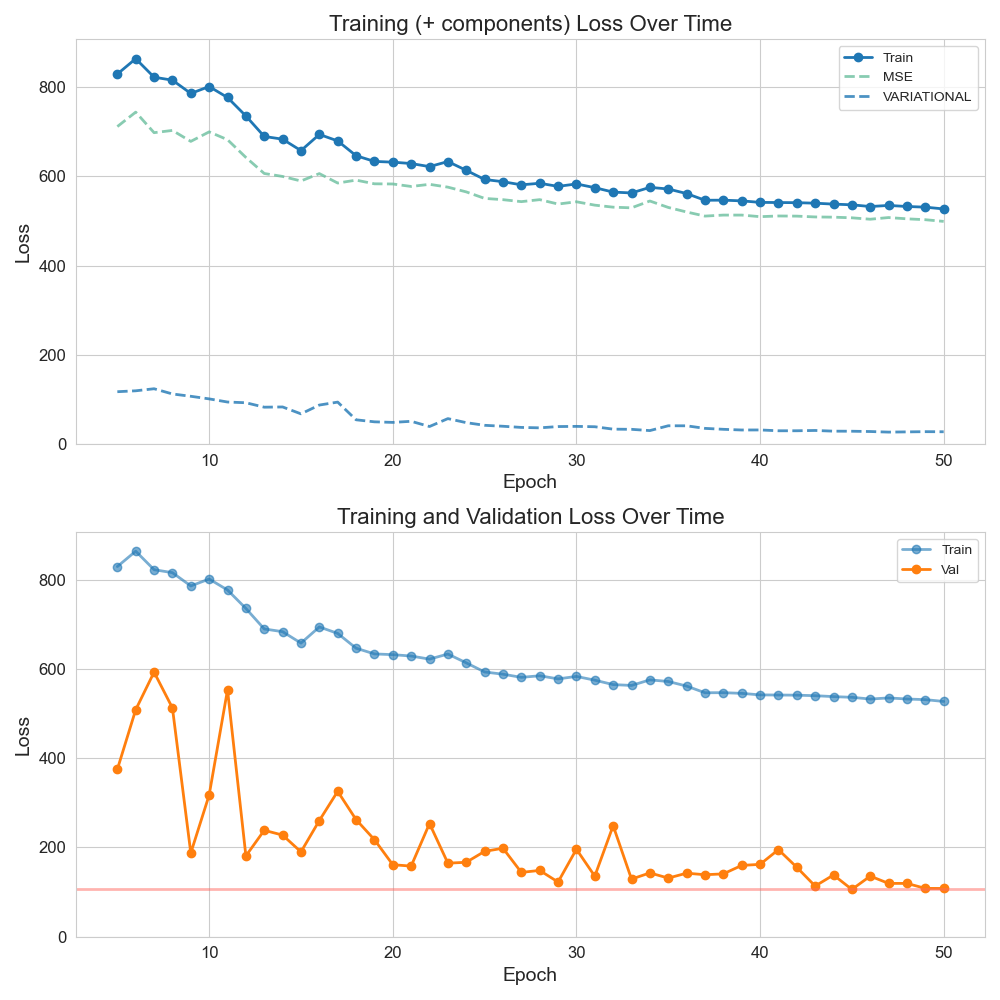 Training (+ components) Loss Over Time
Train
MSE
VARIATIONAL
800
600
400
200
0
Loss
10
20
30
40
50
Epoch
Training and Validation Loss Over Time
Train
Val
800
600
400
200
0
Loss
10
20
30
40
50
Epoch